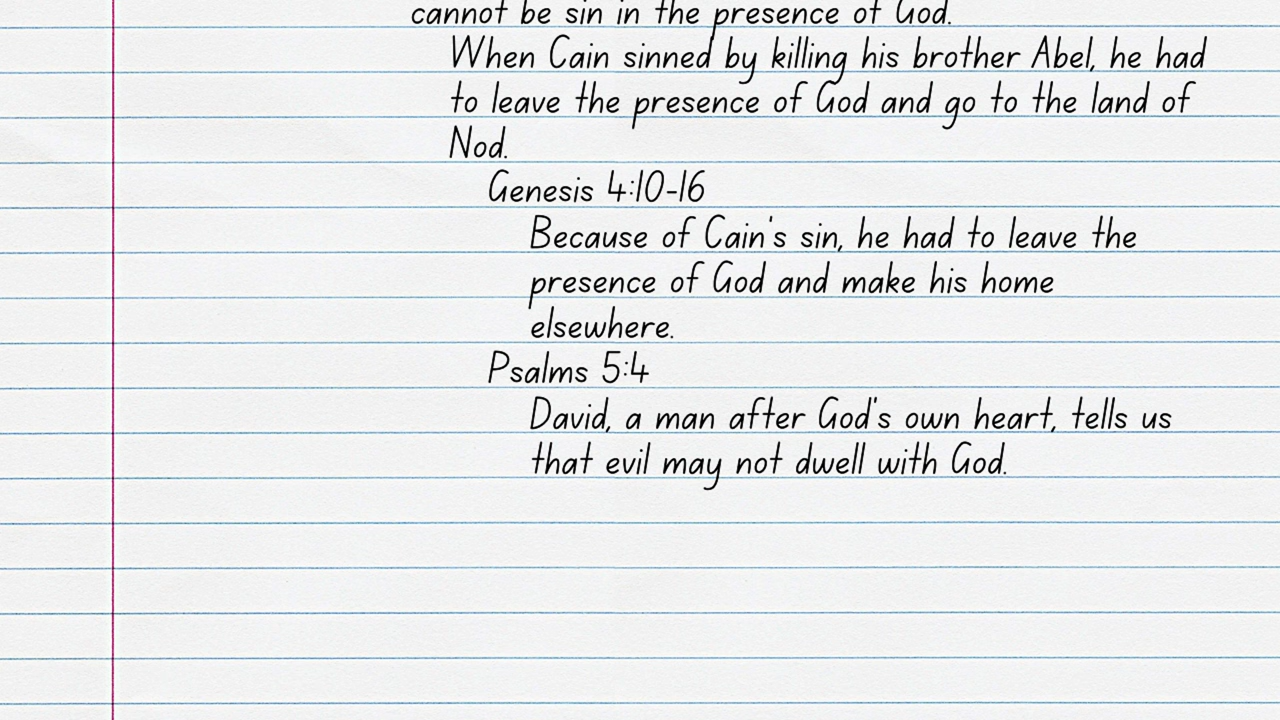 cannot be sin in the presence of God.
When Cain sinned by killing his brother Abel, he had
to leave the presence of God and go to the land of
Nod.
Genesis 4:10-16
Because of Cain's sin, he had to leave the
presence of God and make his home
elsewhere.
Psalms 5:4
David, a man after God's own heart, tells us
that evil may not dwell with God.